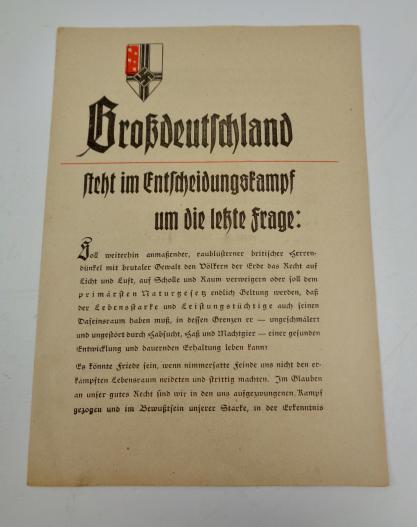 Großdeutschland
steht im Entscheidungskampf
um die letzte Frage:
Soll weiterhin anmaßender, raublüsterner britischer Herren-
dünkel mit brutaler Gewalt den Völkern der Erde das Recht auf
Licht und Luft, auf Scholle und Raum verweigern oder soll dem
primärsten Naturgesetz endlich Geltung werden, daß
der Lebensstarke und Leistungstüchtige auch seinen
Daseinsraum haben muß, in dessen Grenzen er — ungeschmälert
und ungestört durch Habsucht, Haß und Machtgier — einer gesunden
Entwicklung und dauernden Erhaltung leben kann?
Es könnte Friede sein, wenn nimmersatte Feinde uns nicht den er-
kämpften Lebensraum neideten und strittig machten. Im Glauben
an unser gutes Recht sind wir in den uns aufgezwungenen Kampf
gezogen und im Bewußtsein unserer Stärke, in der Erkenntnis